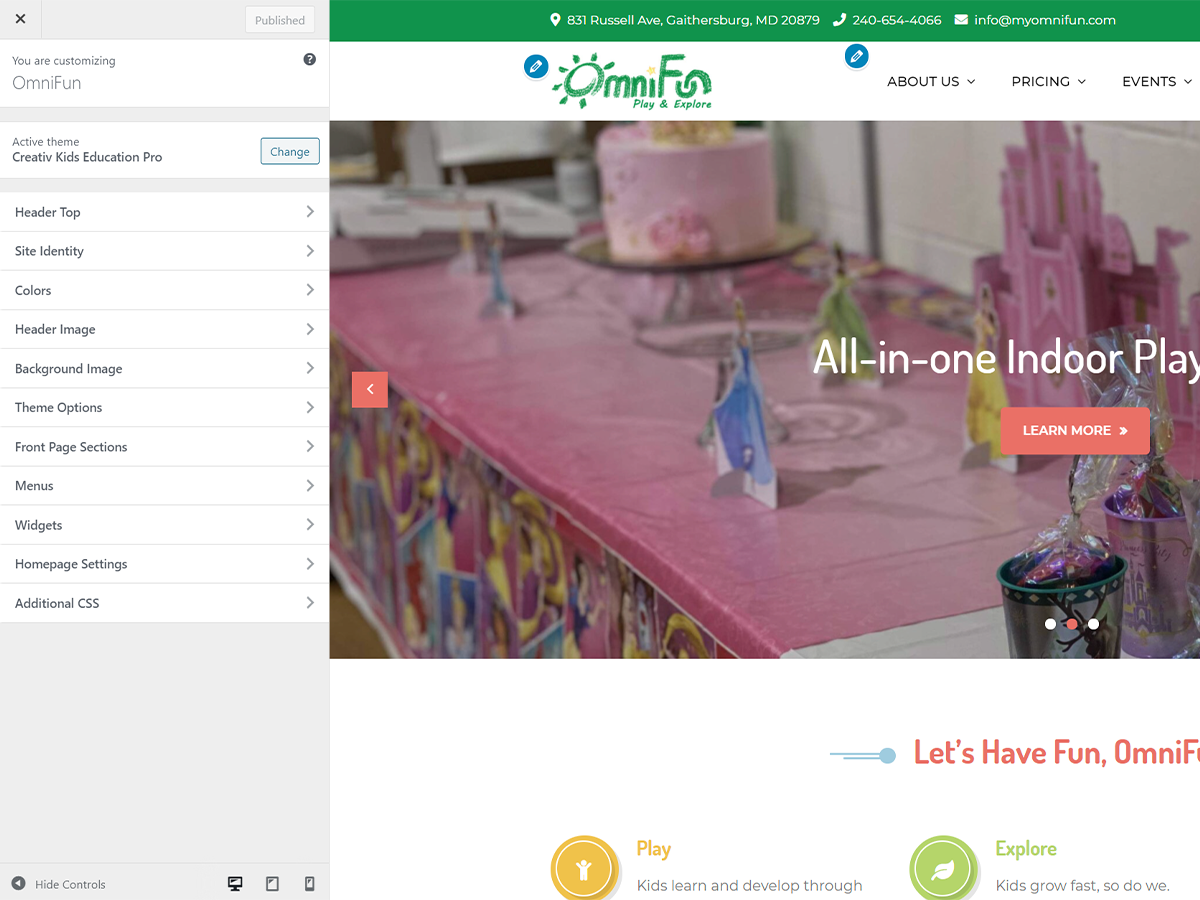 Published
You are customizing
OmniFun
Active theme
Creativ Kids Education Pro
Change
Header Top
Site Identity
Colors
Header Image
Background Image
Theme Options
Front Page Sections
Menus
Widgets
Homepage Settings
Additional CSS
Hide Controls
831 Russell Ave, Gaithersburg, MD 20879 240-654-4066 info@myomnifun.com
OmniFun
Play & Explore
ABOUT US PRICING EVENTS
All-in-one Indoor Play
LEARN MORE »
Let's Have Fun, OmniFu
Play
Kids learn and develop through
Explore
Kids grow fast, so do we.